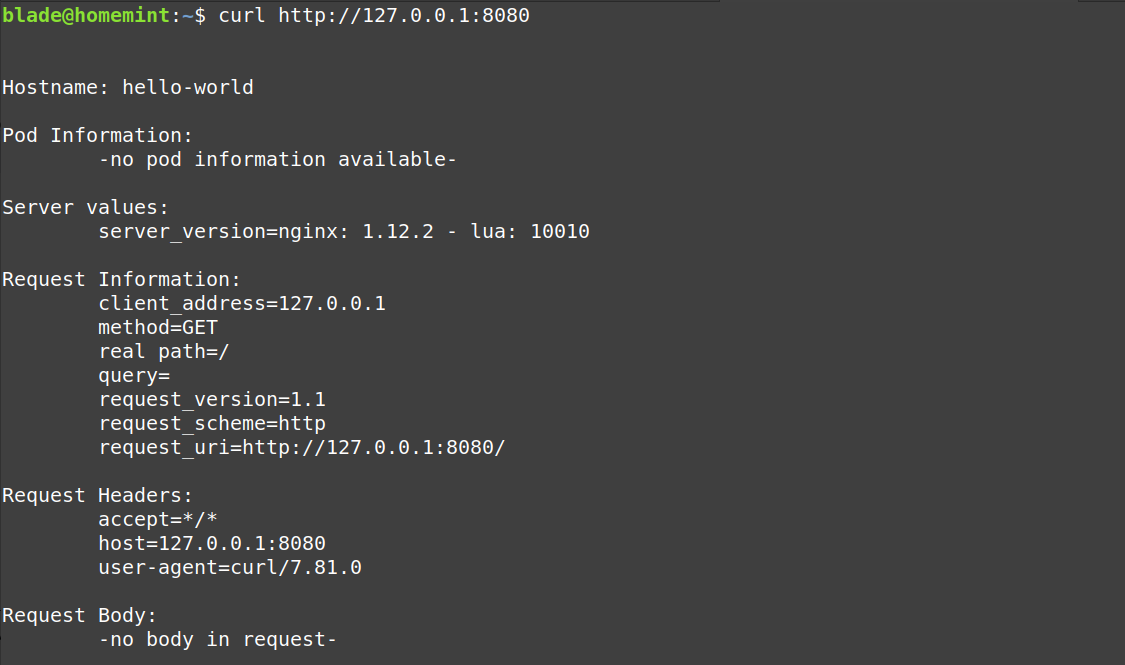 blade@homemint:~$ curl http://127.0.0.1:8080
Hostname: hello-world
Pod Information:
-no pod information available-
Server values:
server_version=nginx: 1.12.2 - lua: 10010
Request Information:
client_address=127.0.0.1
method=GET
real path=/
query=
request_version=1.1
request_scheme=http
request_uri=http://127.0.0.1:8080/
Request Headers:
accept=*/*
host=127.0.0.1:8080
user-agent=curl/7.81.0
Request Body:
-no body in request-